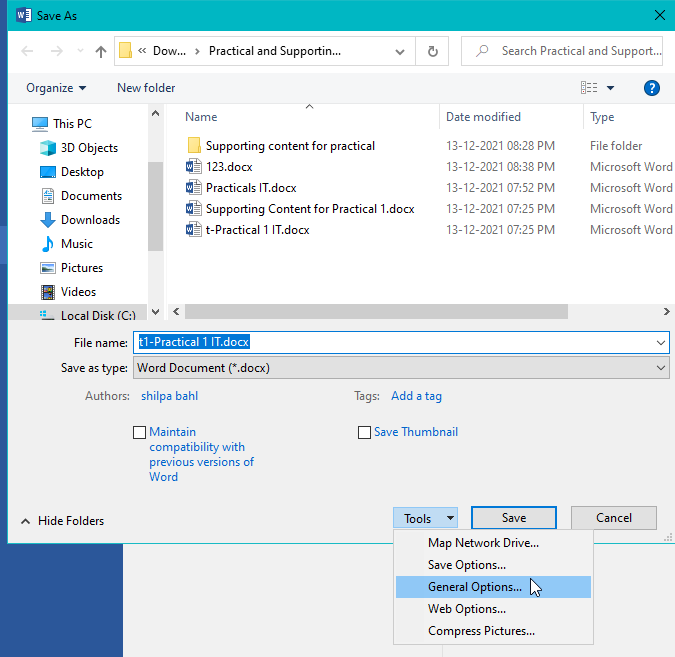 Save As
« Dow... › Practical and Supportin...
Search Practical and Support...
Organize
New folder
?
This PC
3D Objects
Desktop
Documents
Downloads
Music
Pictures
Videos
Local Disk (C:)
Name Date modified Type
Supporting content for practical 13-12-2021 08:28 PM File folder
123.docx 13-12-2021 08:38 PM Microsoft Word
Practicals IT.docx 13-12-2021 07:52 PM Microsoft Word
Supporting Content for Practical 1.docx 13-12-2021 07:25 PM Microsoft Word
t-Practical 1 IT.docx 13-12-2021 07:25 PM Microsoft Word
File name: t1-Practical 1 IT.docx
Save as type: Word Document (*.docx)
Authors: shilpa bahl
Tags: Add a tag
Maintain
compatibility with
previous versions of
Word
Save Thumbnail
Hide Folders
Tools
Save
Cancel
Map Network Drive...
Save Options...
General Options...
Web Options...
Compress Pictures...